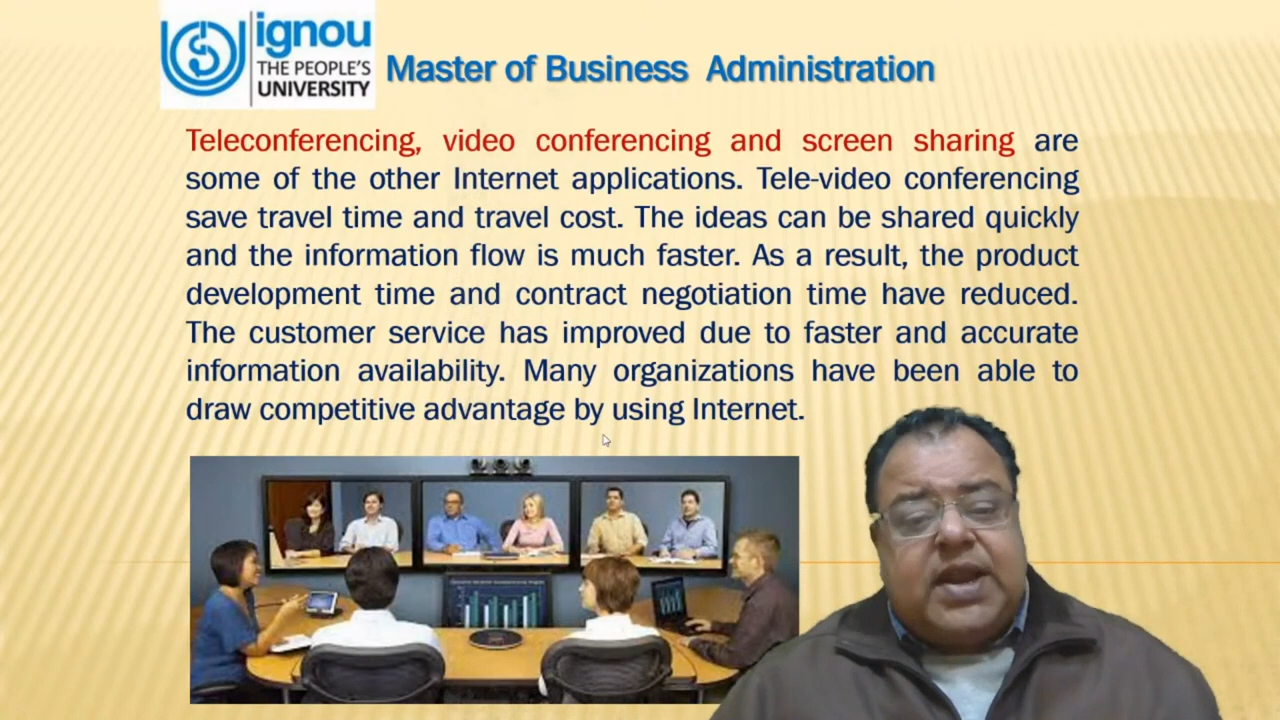 ignou
THE PEOPLE'S
UNIVERSITY
Master of Business Administration
Teleconferencing, video conferencing and screen sharing are
some of the other Internet applications. Tele-video conferencing
save travel time and travel cost. The ideas can be shared quickly
and the information flow is much faster. As a result, the product
development time and contract negotiation time have reduced.
The customer service has improved due to faster and accurate
information availability. Many organizations have been able to
draw competitive advantage by using Internet.